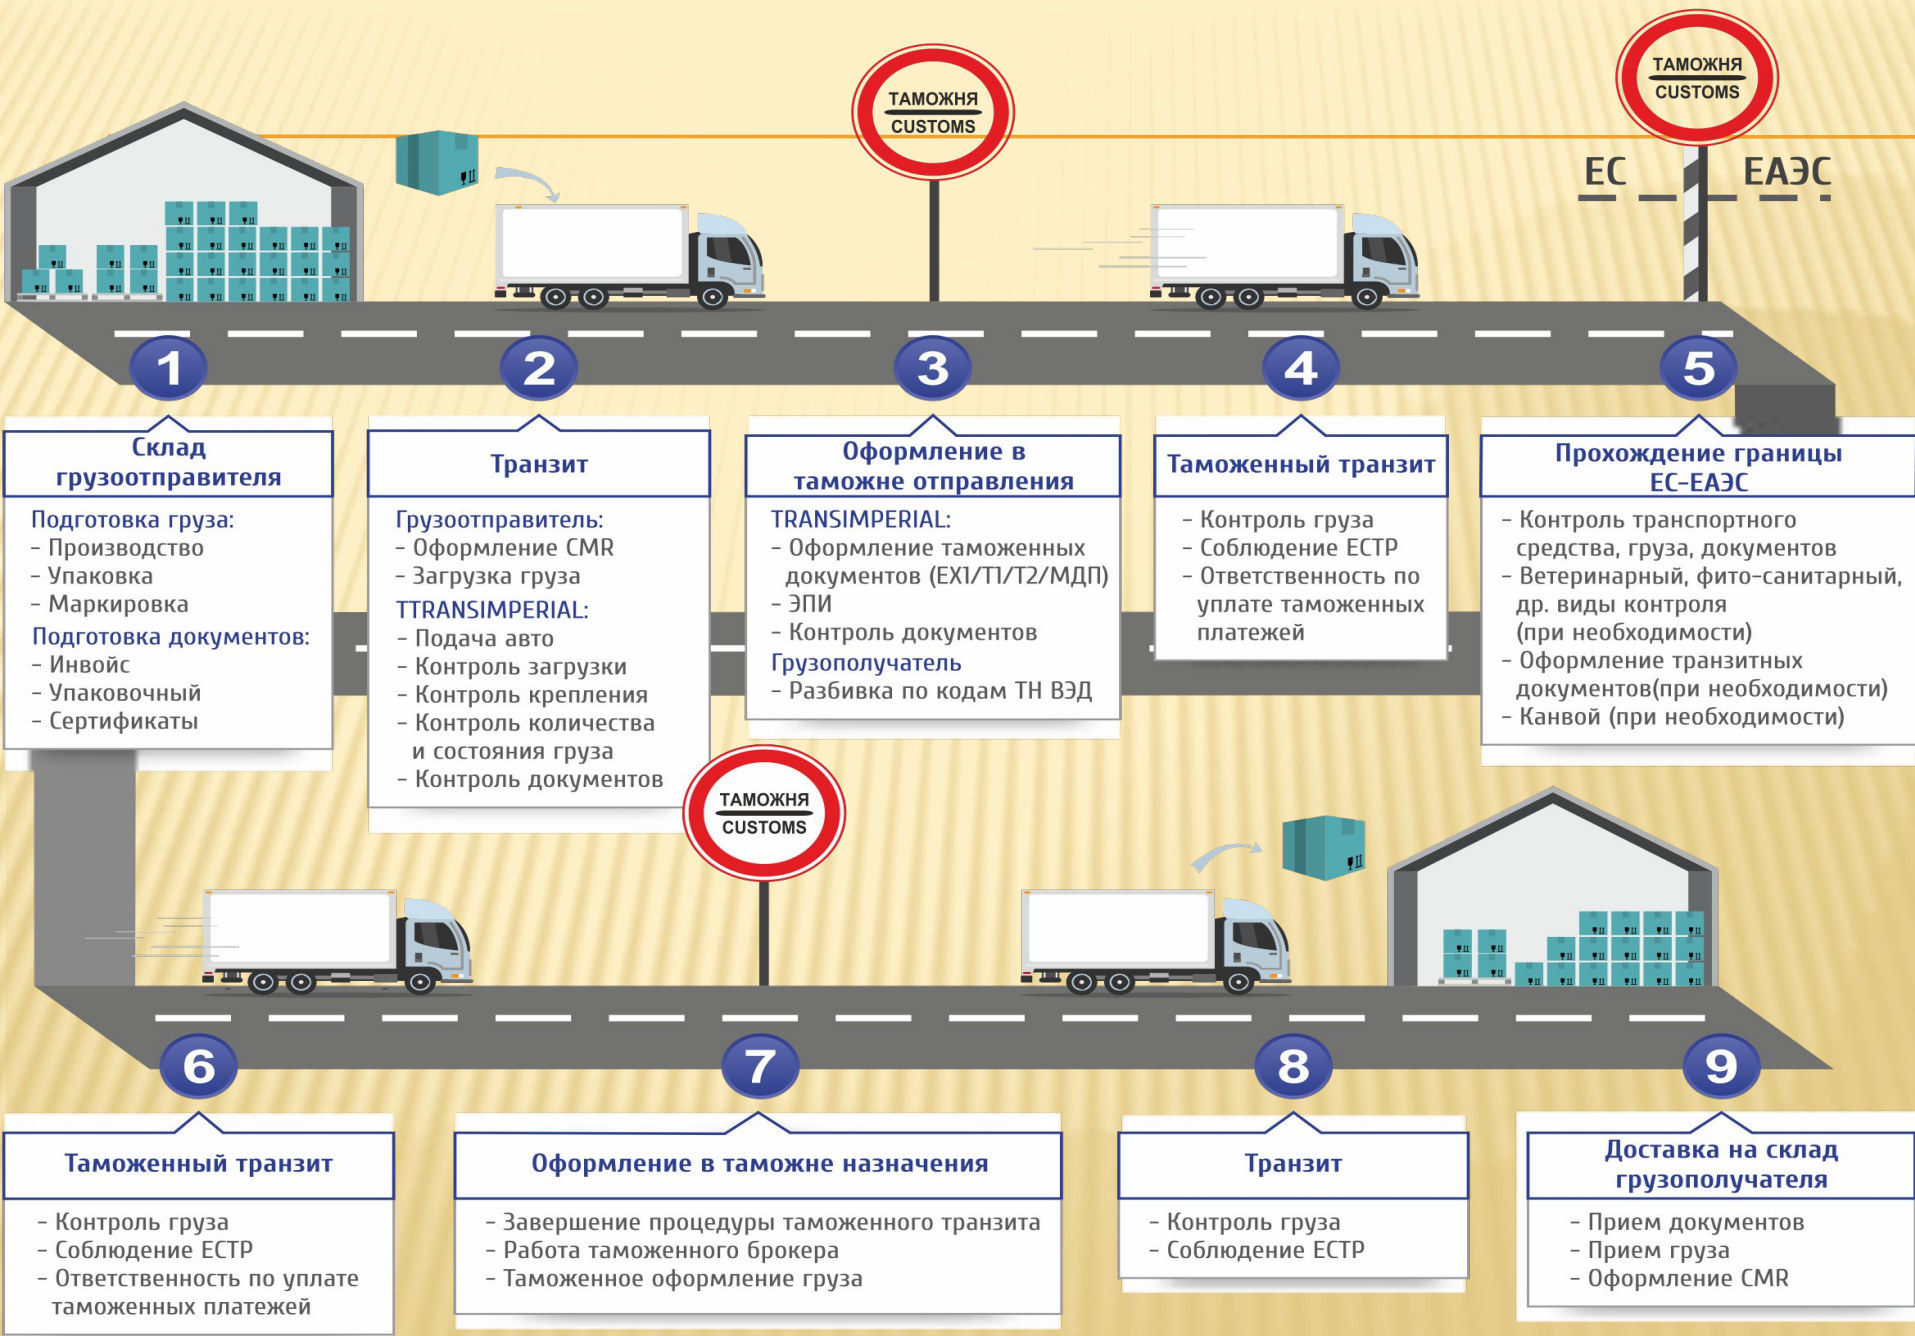 ТАМОЖНЯ
CUSTOMS
ТАМОЖНЯ
CUSTOMS
ЕС
ЕАЭС
1
2
3
4
5
Склад
грузоотправителя
Подготовка груза:
- Производство
- Упаковка
- Маркировка
Подготовка документов:
- Инвойс
- Упаковочный
- Сертификаты
Транзит
Грузоотправитель:
- Оформление CMR
- Загрузка груза
TTRANSIMPERIAL:
- Подача авто
- Контроль загрузки
- Контроль крепления
- Контроль количества
и состояния груза
- Контроль документов
Оформление в
таможне отправления
TRANSIMPERIAL:
- Оформление таможенных
документов (EX1/T1/T2/МДП)
- ЭПИ
- Контроль документов
Грузополучатель
- Разбивка по кодам ТН ВЭД
Таможенный транзит
- Контроль груза
- Соблюдение ЕСТР
- Ответственность по
уплате таможенных
платежей
Прохождение границы
ЕС-ЕАЭС
- Контроль транспортного
средства, груза, документов
- Ветеринарный, фито-санитарный,
др. виды контроля
(при необходимости)
- Оформление транзитных
документов(при необходимости)
- Канвой (при необходимости)
ТАМОЖНЯ
CUSTOMS
6
7
8
9
Таможенный транзит
- Контроль груза
- Соблюдение ЕСТР
- Ответственность по уплате
таможенных платежей
Оформление в таможне назначения
- Завершение процедуры таможенного транзита
- Работа таможенного брокера
- Таможенное оформление груза
Транзит
- Контроль груза
- Соблюдение ЕСТР
Доставка на склад
грузополучателя
- Прием документов
- Прием груза
- Оформление CMR